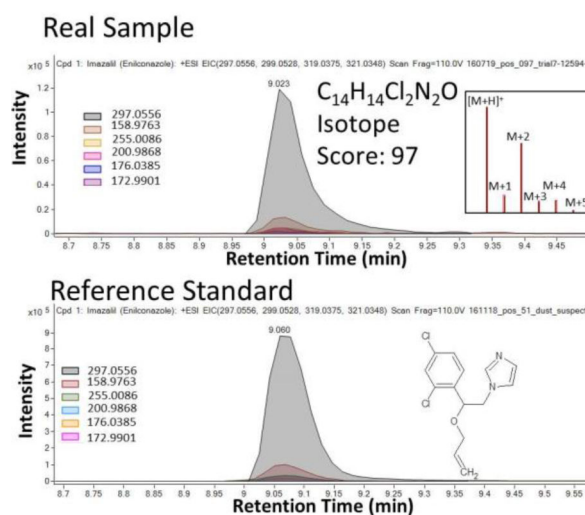 Real Sample
×10 5
Cpd 1: Imazalil (Enilconazole): +ESI EIC(297.0556, 299.0528, 319.0375, 321.0348) Scan Frag=110.0V 160719_pos_097_trial7-12594-
9.023
C14H14Cl2N2O
Isotope
Score: 97
[M+H]+
M+1
M+2
M+3
M+4
M+5
297.0556
158.9763
255.0086
200.9868
176.0385
172.9901
Intensity
1.2
1
0.8
0.6
0.4
0.2
0
8.7 8.75 8.8 8.85 8.9 8.95 9 9.05 9.1 9.15 9.2 9.25 9.3 9.35 9.4 9.45
Retention Time (min)
Reference Standard
×10 5
Cpd 1: Imazalil (Enilconazole): +ESI EIC(297.0556, 299.0528, 319.0375, 321.0348) Scan Frag=110.0V 161118_pos_51_dust_suspect
9.060
297.0556
158.9763
255.0086
200.9868
176.0385
172.9901
Cl
Cl
N
N
O
CH2
Intensity
9
8
7
6
5
4
3
2
1
0
8.7 8.75 8.8 8.85 8.9 8.95 9 9.05 9.1 9.15 9.2 9.25 9.3 9.35 9.4 9.45 9.5 9.55
Retention Time (min)